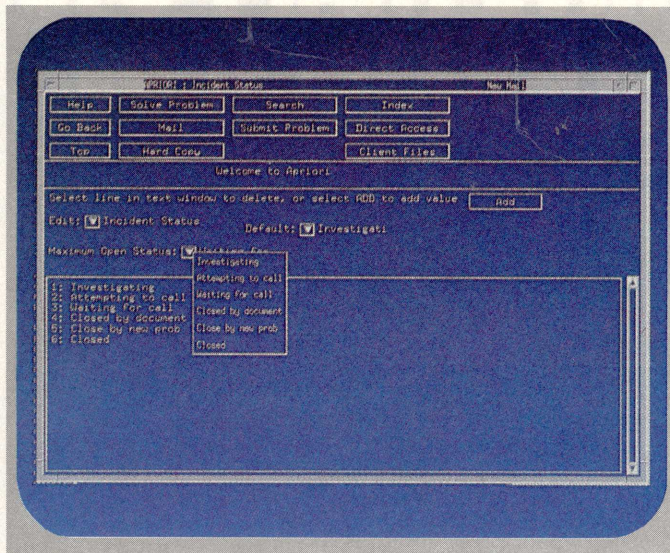 APRIORI : Incident Status New Mail
Help Solve Problem Search Index
Go Back Mail Submit Problem Direct Access
Top Hard Copy Client Files
Welcome to Apriori
Select line in text window to delete, or select ADD to add value Add
Edit: Incident Status
Default: Investigati
Maximum Open Status: Waiting for
Investigating
Attempting to call
Waiting for call
Closed by document
Close by new prob
Closed
1: Investigating
2: Attempting to call
3: Waiting for call
4: Closed by document
5: Close by new prob
6: Closed